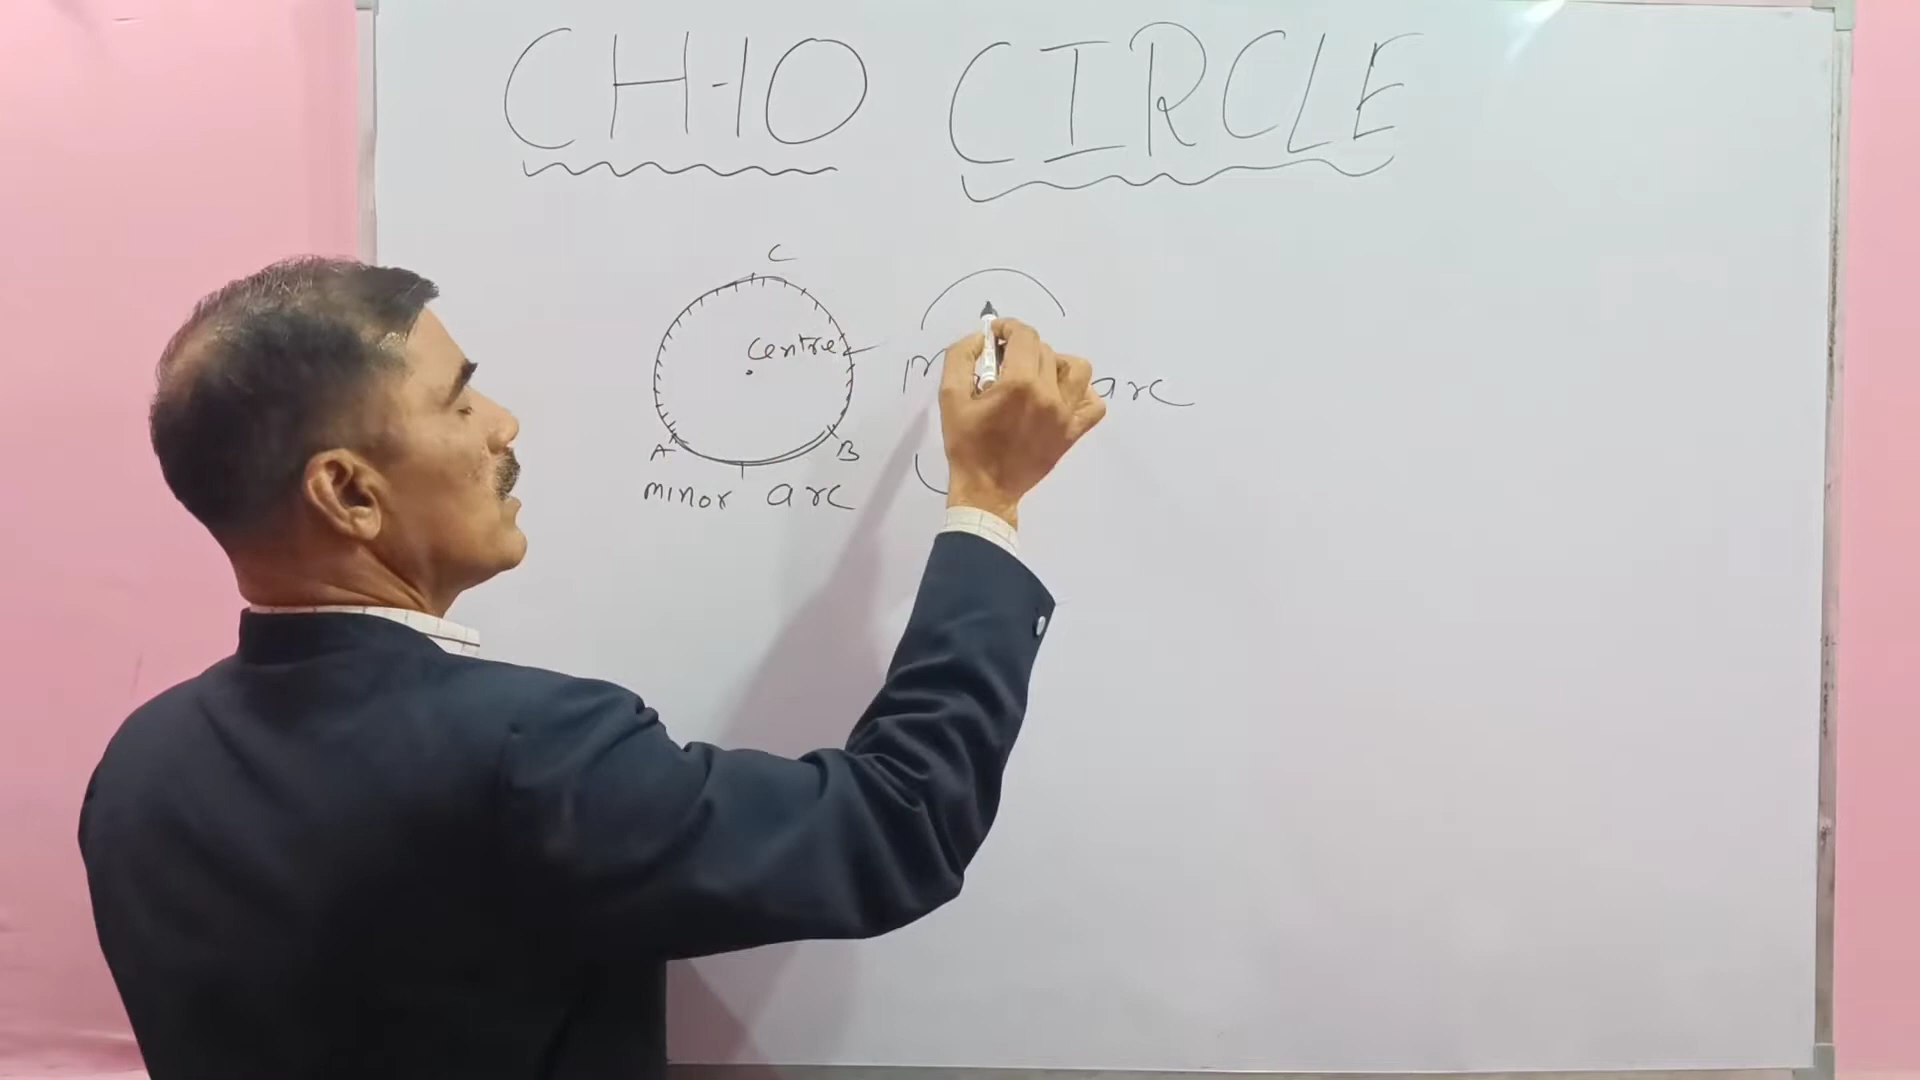 CH-10 CIRCLE
C
Centre
arc
A
B
minor arc